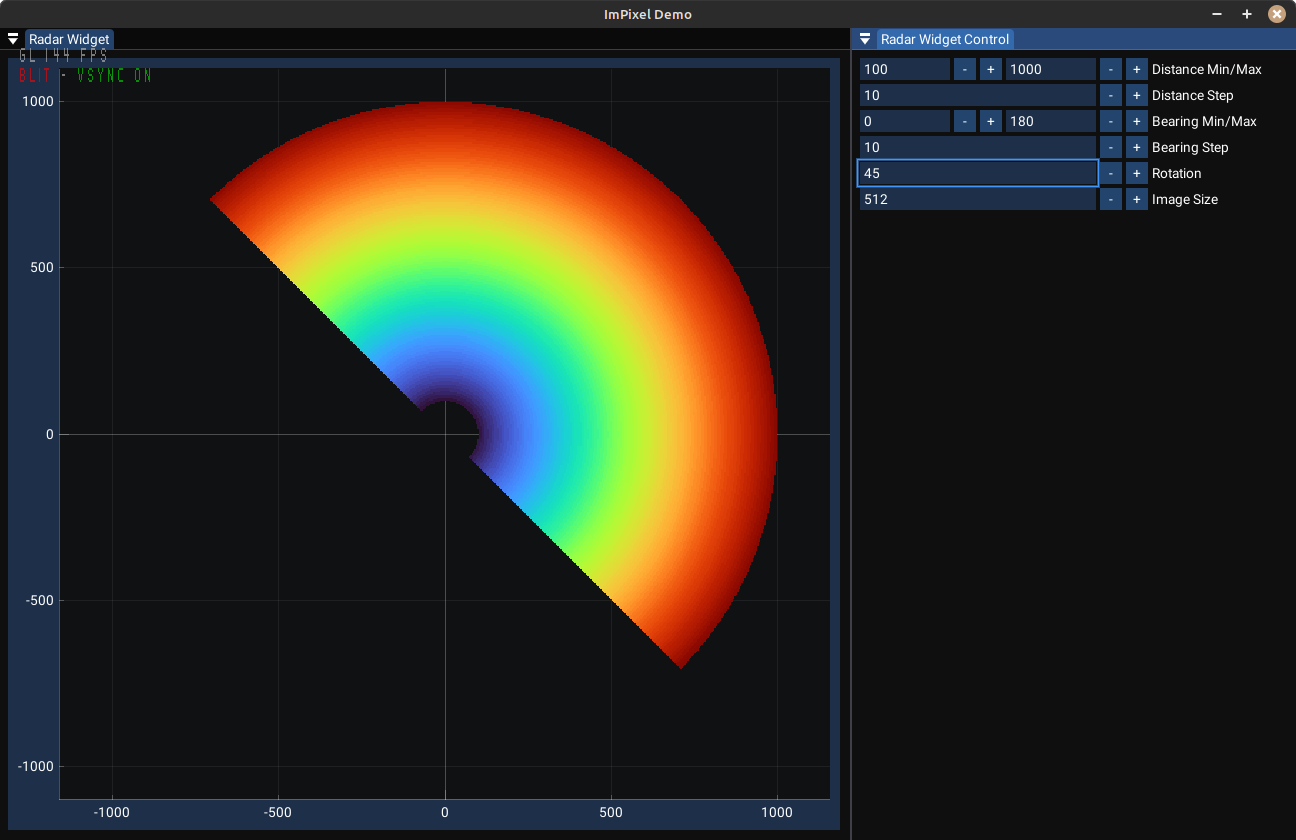 ImPixel Demo
Radar Widget
GL 144 FPS
BLIT - VSYNC ON
1000
500
0
-500
-1000
-1000 -500 0 500 1000
Radar Widget Control
100 - + 1000 - + Distance Min/Max
10 - + Distance Step
0 - + 180 - + Bearing Min/Max
10 - + Bearing Step
45 - + Rotation
512 - + Image Size